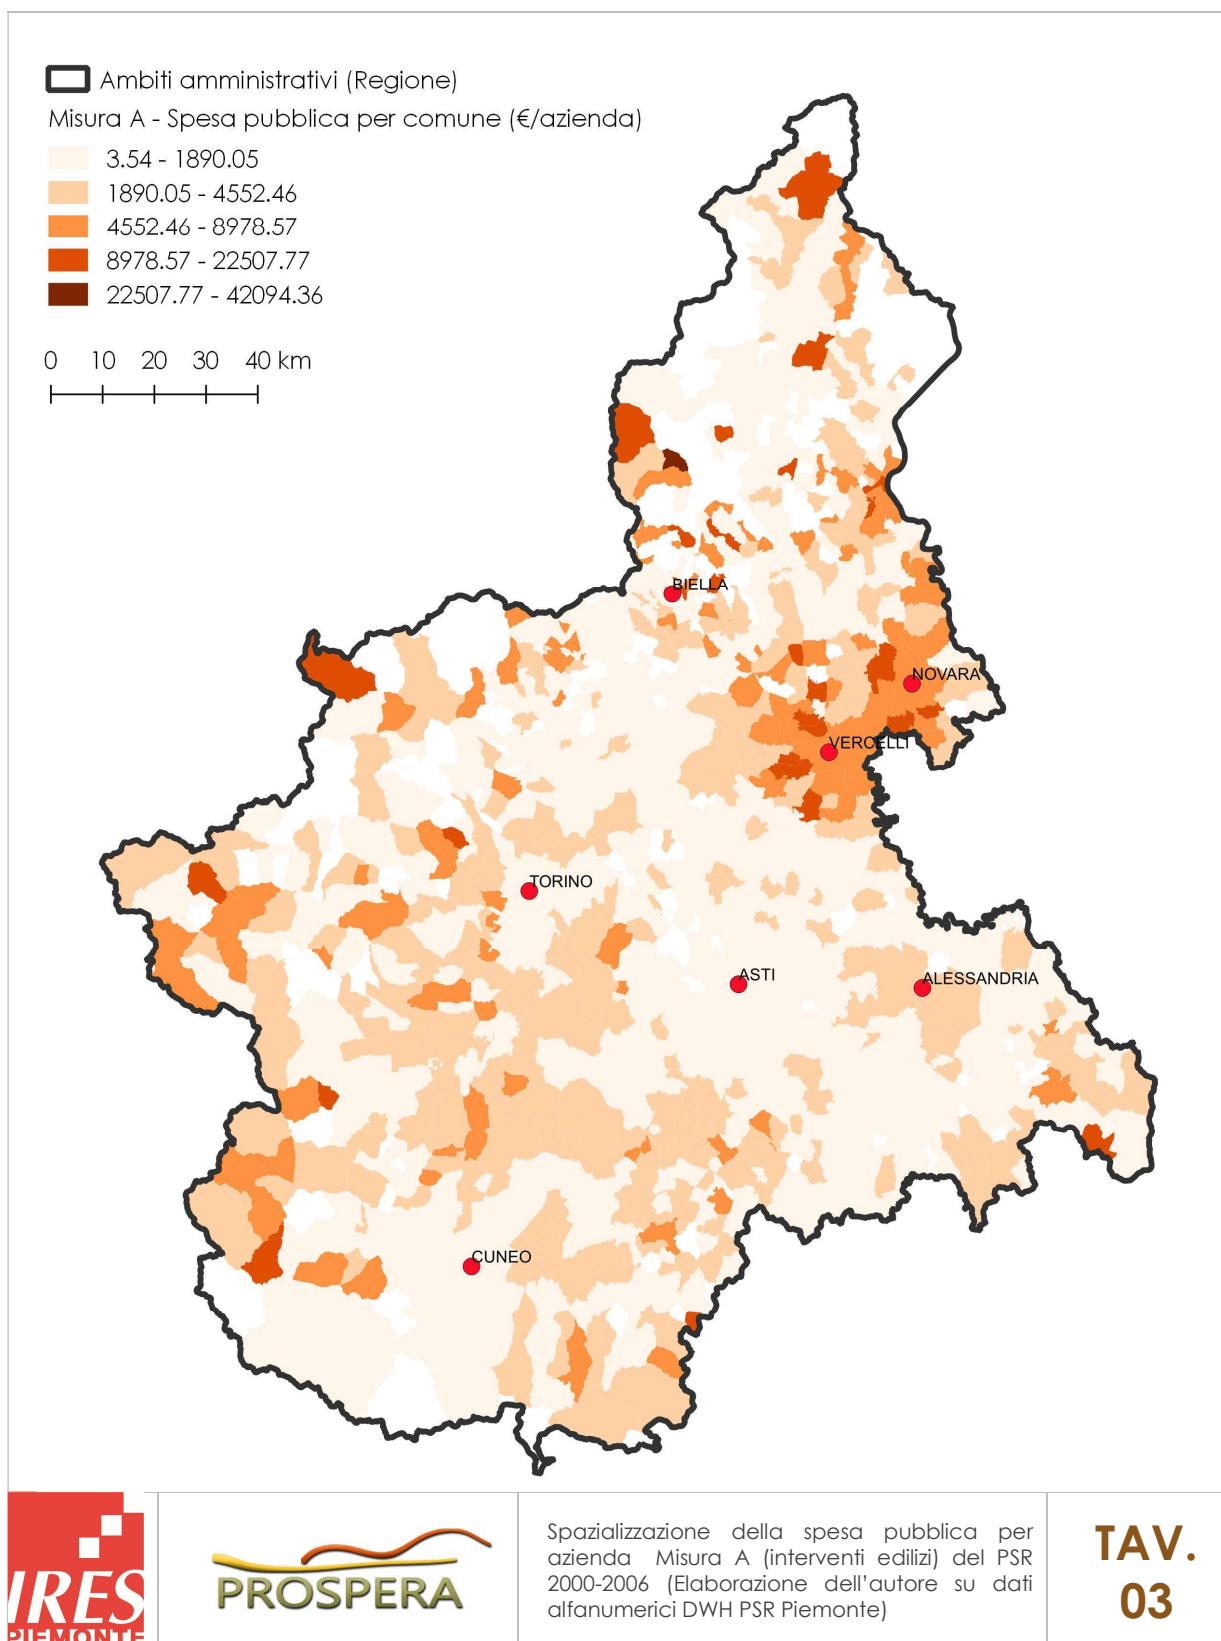 Ambiti amministrativi (Regione)
Misura A - Spesa pubblica per comune (€/azienda)
3.54 - 1890.05
1890.05 - 4552.46
4552.46 - 8978.57
8978.57 - 22507.77
22507.77 - 42094.36
0 10 20 30 40 km
BIELLA
NOVARA
VERCELLI
TORINO
ASTI
ALESSANDRIA
CUNEO
IRES
PIEMONTE
PROSPERA
Spazializzazione della spesa pubblica per
azienda Misura A (interventi edilizi) del PSR
2000-2006 (Elaborazione dell'autore su dati
alfanumerici DWH PSR Piemonte)
TAV.
03